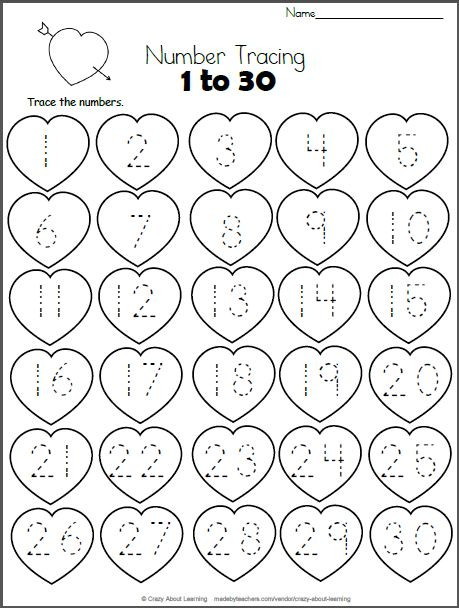 Name
Number Tracing
1 to 30
Trace the numbers.
1 2 3 4 5
6 7 8 9 10
11 12 13 14 15
16 17 18 19 20
21 22 23 24 25
26 27 28 29 30
© Crazy About Learning madebyteachers.com/vendor/crazy-about-learning